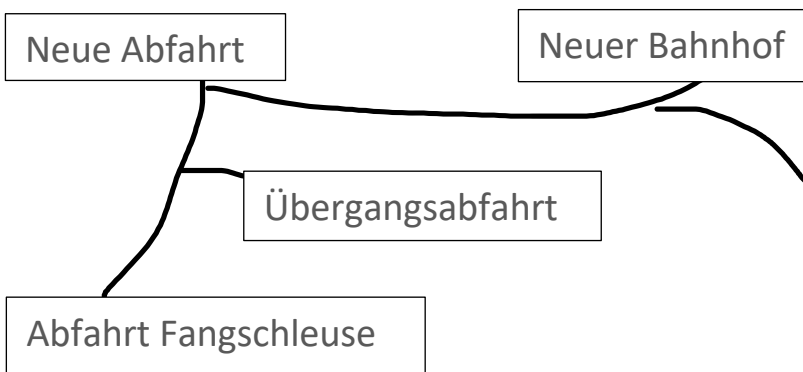 Neue Abfahrt
Neuer Bahnhof
Übergangsabfahrt
Abfahrt Fangschleuse